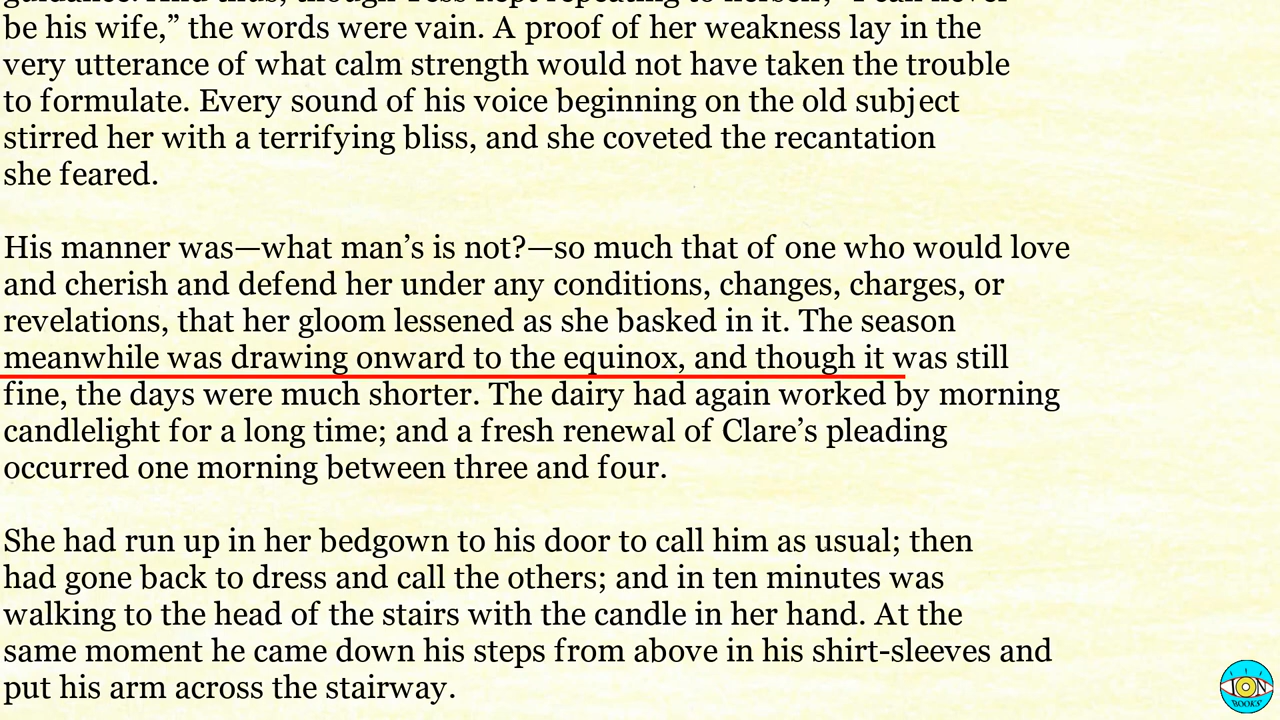 be his wife,” the words were vain. A proof of her weakness lay in the
very utterance of what calm strength would not have taken the trouble
to formulate. Every sound of his voice beginning on the old subject
stirred her with a terrifying bliss, and she coveted the recantation
she feared.
His manner was—what man’s is not?—so much that of one who would love
and cherish and defend her under any conditions, changes, charges, or
revelations, that her gloom lessened as she basked in it. The season
meanwhile was drawing onward to the equinox, and though it was still
fine, the days were much shorter. The dairy had again worked by morning
candlelight for a long time; and a fresh renewal of Clare’s pleading
occurred one morning between three and four.
She had run up in her bedgown to his door to call him as usual; then
had gone back to dress and call the others; and in ten minutes was
walking to the head of the stairs with the candle in her hand. At the
same moment he came down his steps from above in his shirt-sleeves and
put his arm across the stairway.
ION
BOOKS